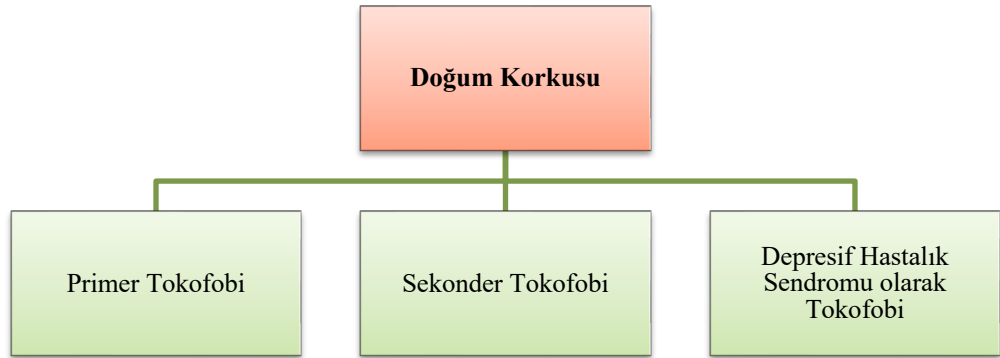 Doğum Korkusu
Primer Tokofobi
Sekonder Tokofobi
Depresif Hastalık
Sendromu olarak
Tokofobi